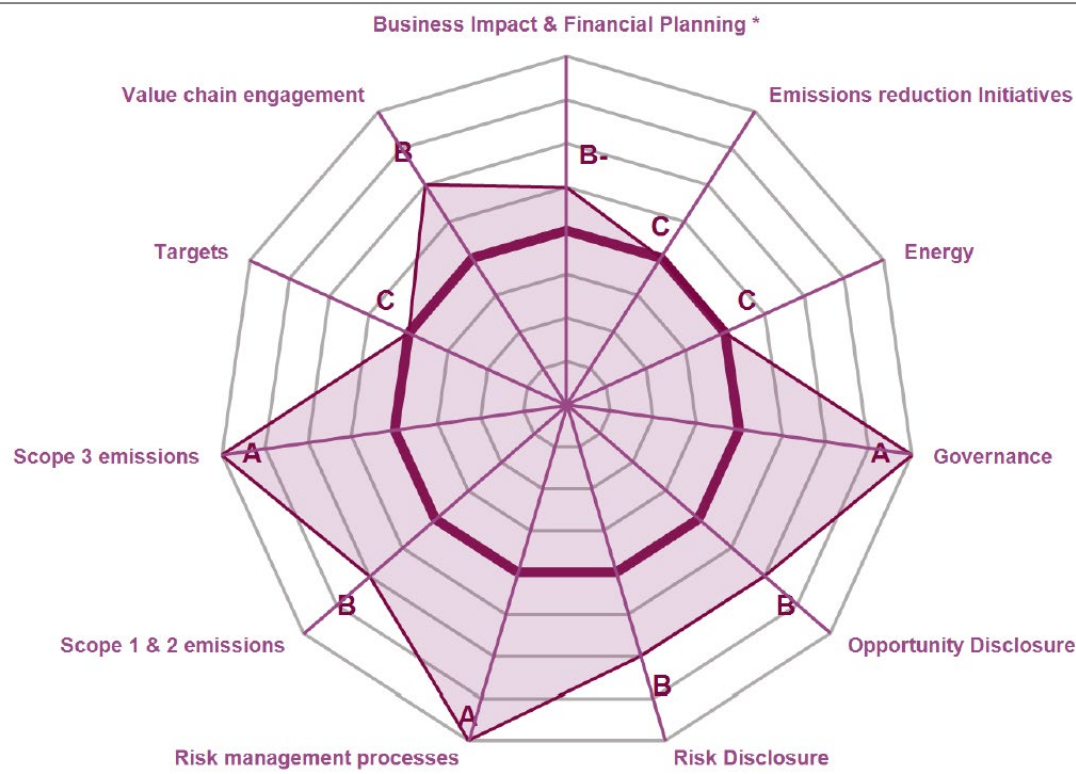 Business Impact & Financial Planning *
Value chain engagement
Emissions reduction Initiatives
B
B-
C
Targets
Energy
C
C
Scope 3 emissions
A
A
Governance
B
B
Scope 1 & 2 emissions
Opportunity Disclosure
B
A
Risk management processes
Risk Disclosure